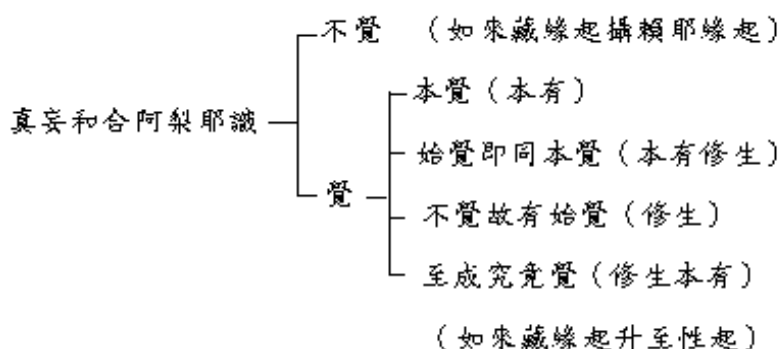 不覺 (如來藏緣起攝賴耶緣起)
本覺 (本有)
真妄和合阿梨耶識
始覺即同本覺 (本有修生)
覺
不覺故有始覺 (修生)
至成究竟覺 (修生本有)
(如來藏緣起升至性起)